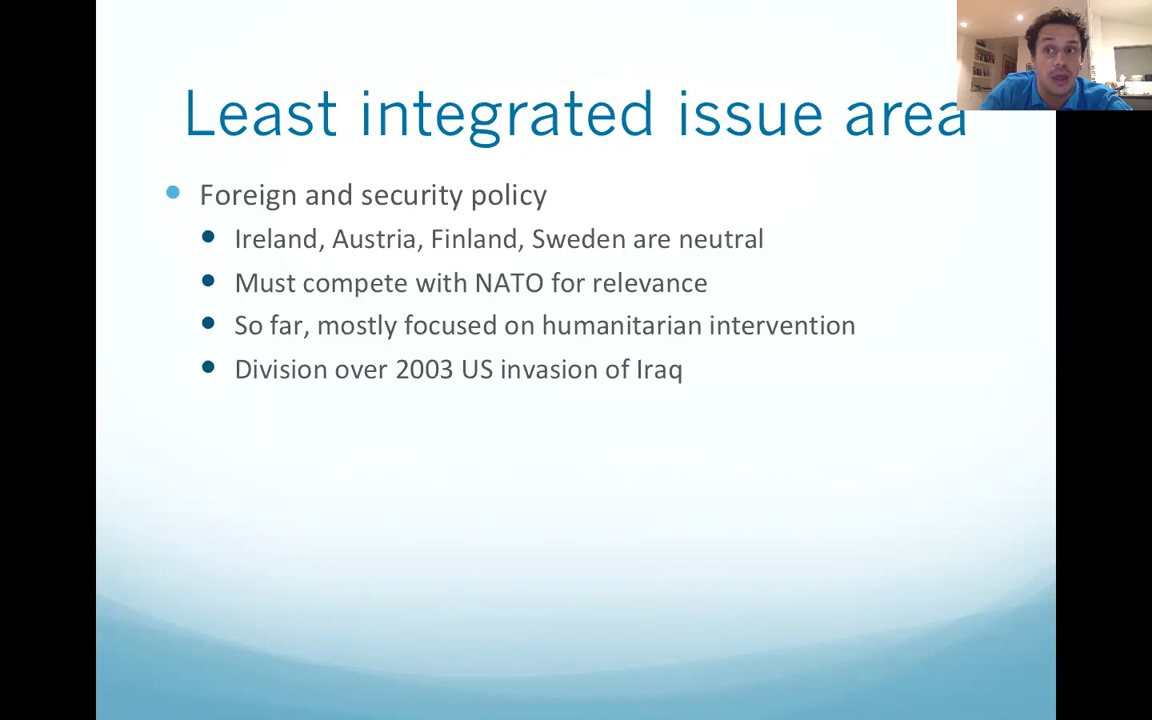 Least integrated issue area
Foreign and security policy
Ireland, Austria, Finland, Sweden are neutral
Must compete with NATO for relevance
So far, mostly focused on humanitarian intervention
Division over 2003 US invasion of Iraq